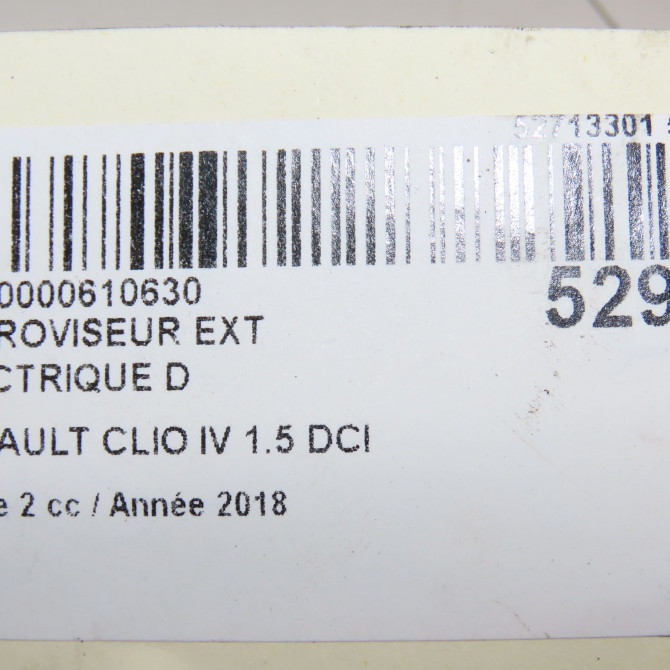 52713301
0000610630
529
ROVISEUR EXT
CTRIQUE D
AULT CLIO IV 1.5 DCI
e 2 cc / Année 2018